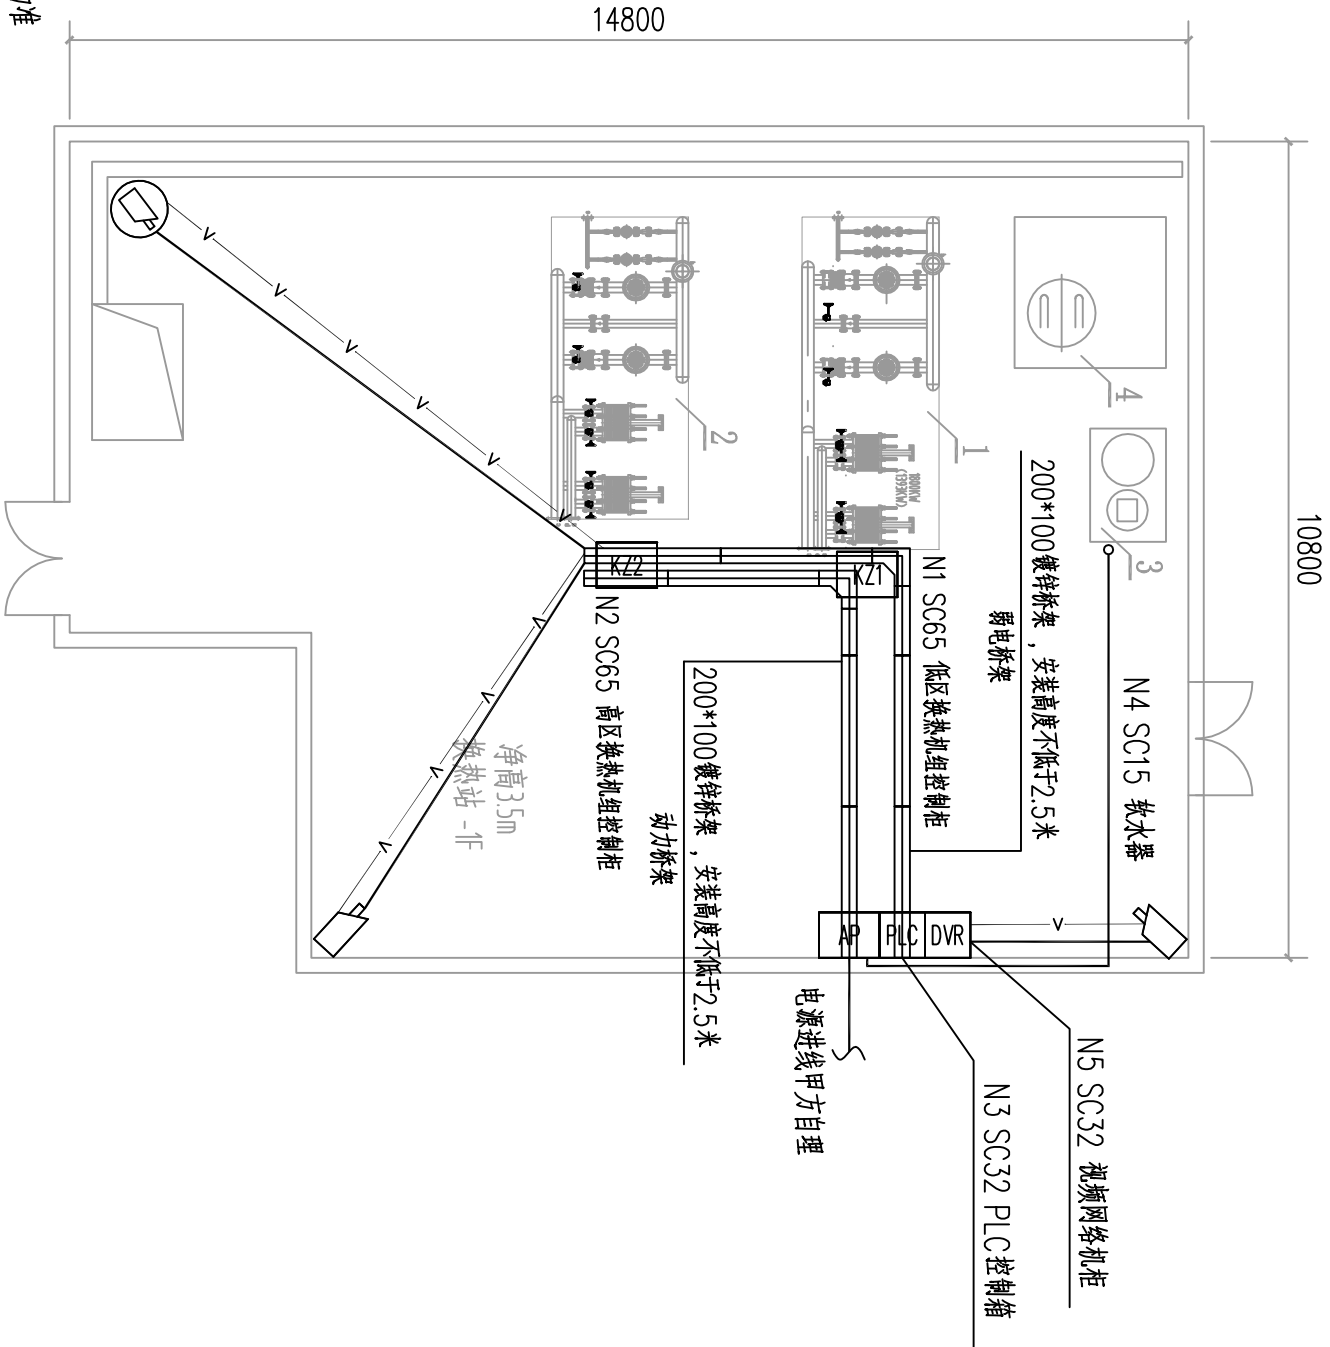 14800
10800
4
3
1
2
1800KW
(1393KW)
KZ2
KZ1
N1 SC65 低区换热机组控制柜
N2 SC65 高区换热机组控制柜
200*100镀锌桥架，安装高度不低于2.5米
弱电桥架
200*100镀锌桥架，安装高度不低于2.5米
动力桥架
N4 SC15 软水器
净高3.5m
换热站 -1F
AP
PLC
DVR
V
V
V
V
V
V
V
V
V
V
V
V
电源进线甲方自理
N5 SC32 视频网络机柜
N3 SC32 PLC控制箱